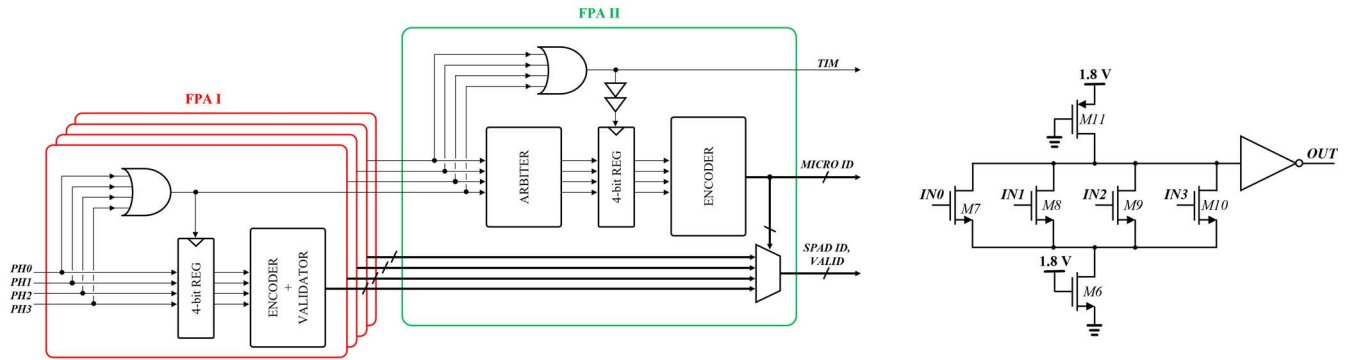 FPA I
PH0
PH1
PH2
PH3
4-bit REG
ENCODER
+
VALIDATOR
FPA II
TIM
ARBITER
4-bit REG
ENCODER
MICRO ID
SPAD ID,
VALID
1.8 V
M11
OUT
IN0
M7
IN1
M8
IN2
M9
IN3
M10
1.8 V
M6